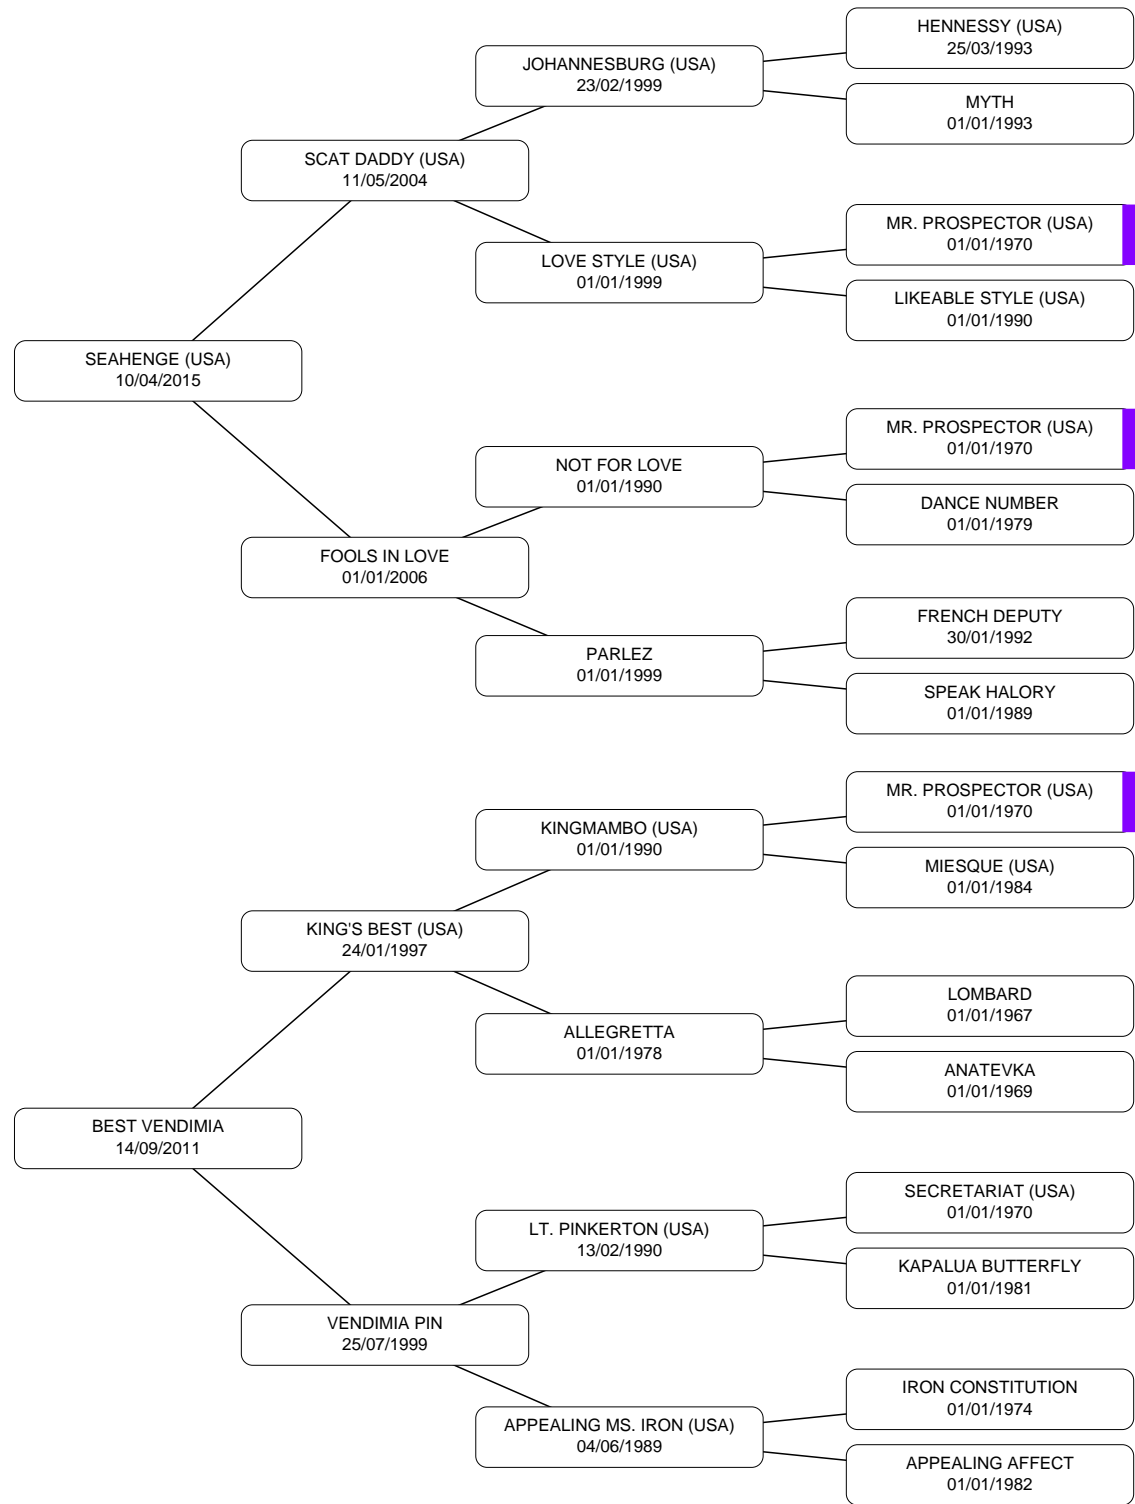 HENNESSY (USA)
25/03/1993
JOHANNESBURG (USA)
23/02/1999
MYTH
01/01/1993
SCAT DADDY (USA)
11/05/2004
MR. PROSPECTOR (USA)
01/01/1970
LOVE STYLE (USA)
01/01/1999
LIKEABLE STYLE (USA)
01/01/1990
SEAHENGE (USA)
10/04/2015
MR. PROSPECTOR (USA)
01/01/1970
NOT FOR LOVE
01/01/1990
DANCE NUMBER
01/01/1979
FOOLS IN LOVE
01/01/2006
FRENCH DEPUTY
30/01/1992
PARLEZ
01/01/1999
SPEAK HALORY
01/01/1989
MR. PROSPECTOR (USA)
01/01/1970
KINGMAMBO (USA)
01/01/1990
MIESQUE (USA)
01/01/1984
KING'S BEST (USA)
24/01/1997
LOMBARD
01/01/1967
ALLEGRETTA
01/01/1978
ANATEVKA
01/01/1969
BEST VENDIMIA
14/09/2011
SECRETARIAT (USA)
01/01/1970
LT. PINKERTON (USA)
13/02/1990
KAPALUA BUTTERFLY
01/01/1981
VENDIMIA PIN
25/07/1999
IRON CONSTITUTION
01/01/1974
APPEALING MS. IRON (USA)
04/06/1989
APPEALING AFFECT
01/01/1982